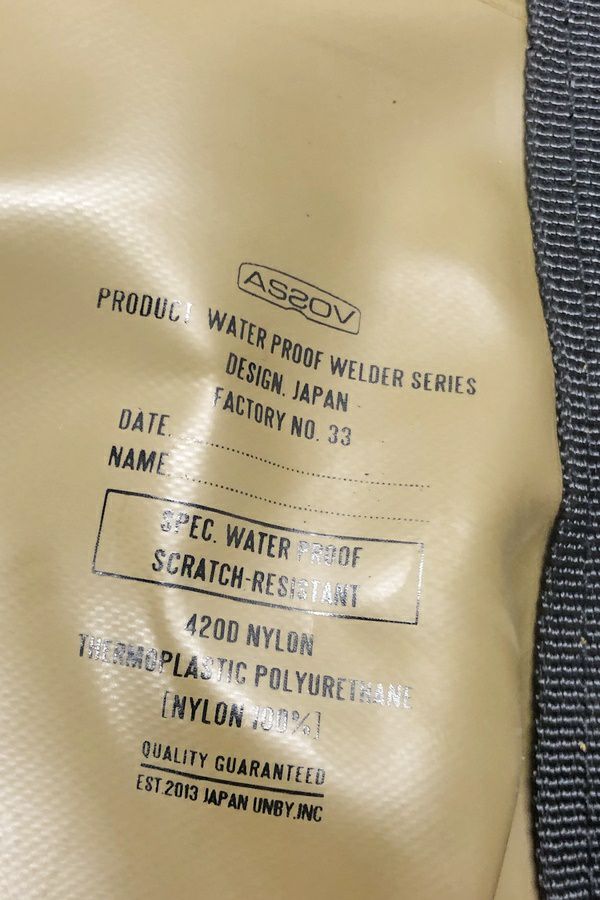 ASSOV
PRODUCT. WATER PROOF WELDER SERIES
DESIGN. JAPAN
FACTORY NO. 33
DATE.
NAME.
SPEC. WATER PROOF
SCRATCH-RESISTANT
420D NYLON
THERMOPLASTIC POLYURETHANE
[NYLON 100%]
QUALITY GUARANTEED
EST.2013 JAPAN UNBY.INC